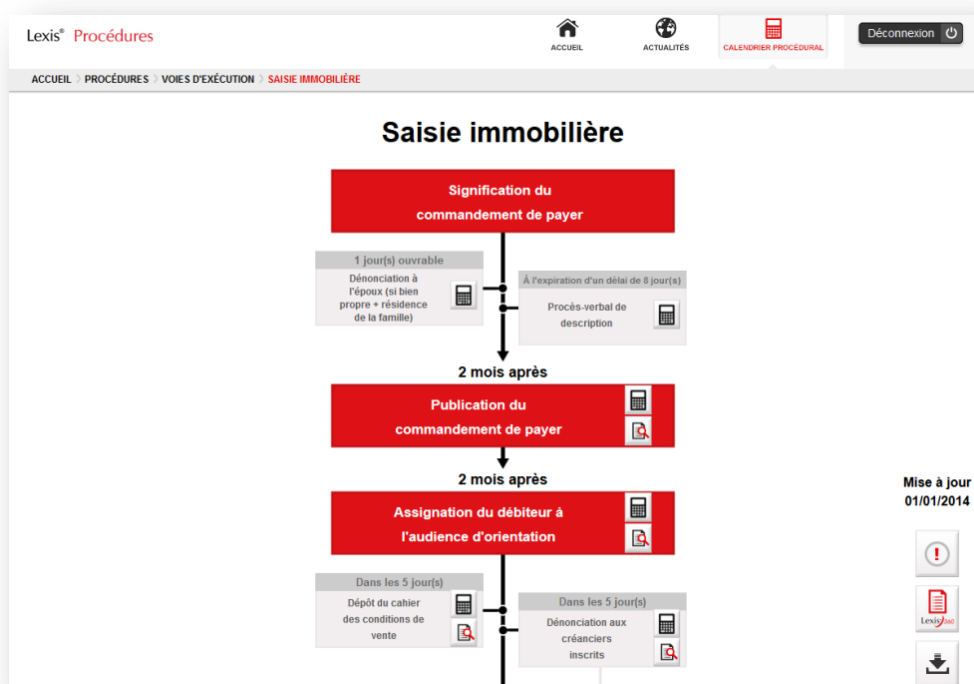 Lexis® Procédures
ACCUEIL
ACTUALITÉS
CALENDRIER PROCÉDURAL
Déconnexion
ACCUEIL > PROCÉDURES > VOIES D'EXÉCUTION > SAISIE IMMOBILIÈRE
Saisie immobilière
Signification du
commandement de payer
1 jour(s) ouvrable
Dénonciation à
l'époux (si bien
propre + résidence
de la famille)
À l'expiration d'un délai de 8 jour(s)
Procès-verbal de
description
2 mois après
Publication du
commandement de payer
2 mois après
Assignation du débiteur à
l'audience d'orientation
Mise à jour
01/01/2014
Dans les 5 jour(s)
Dépôt du cahier
des conditions de
vente
Dans les 5 jour(s)
Dénonciation aux
créanciers
inscrits
Lexis360